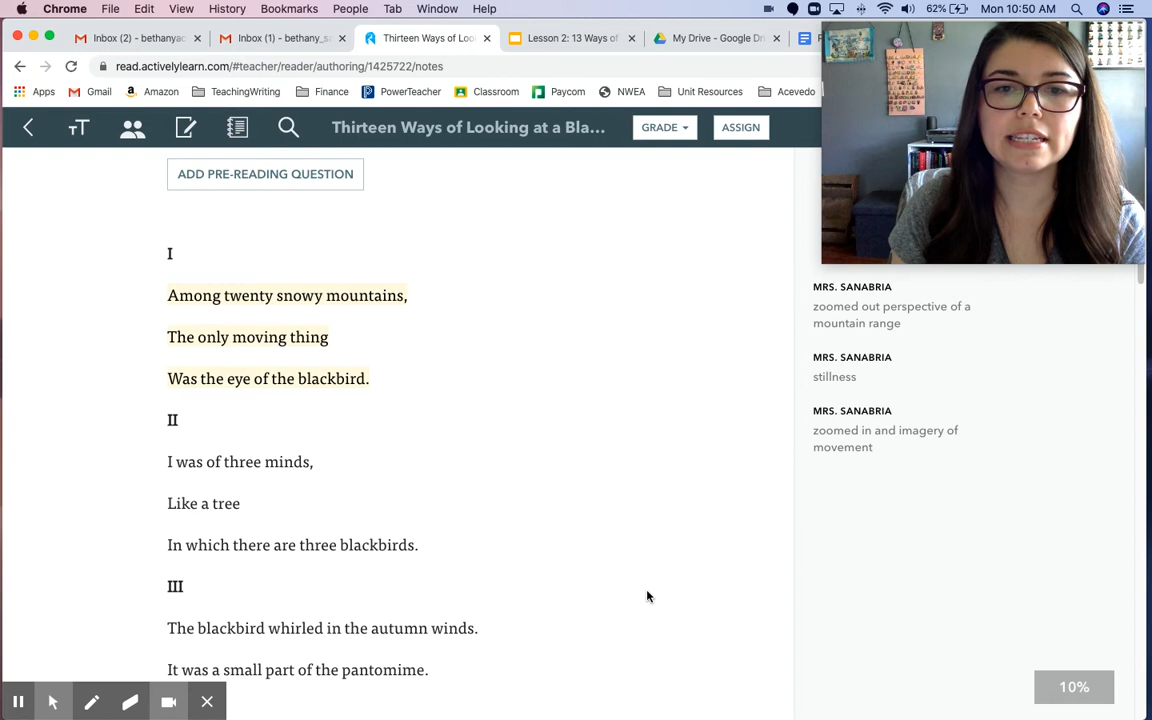 Chrome File Edit View History Bookmarks People Tab Window Help 62% Mon 10:50 AM
Inbox (2) - bethanyac Inbox (1) - bethany_s Thirteen Ways of Loo Lesson 2: 13 Ways of My Drive - Google Dri
read.activelylearn.com/#teacher/reader/authoring/1425722/notes
Apps Gmail Amazon TeachingWriting Finance PowerTeacher Classroom Paycom NWEA Unit Resources Acevedo
Thirteen Ways of Looking at a Bla... GRADE ASSIGN
ADD PRE-READING QUESTION
I
Among twenty snowy mountains,
The only moving thing
Was the eye of the blackbird.
II
I was of three minds,
Like a tree
In which there are three blackbirds.
III
The blackbird whirled in the autumn winds.
It was a small part of the pantomime.
MRS. SANABRIA
zoomed out perspective of a
mountain range
MRS. SANABRIA
stillness
MRS. SANABRIA
zoomed in and imagery of
movement
10%